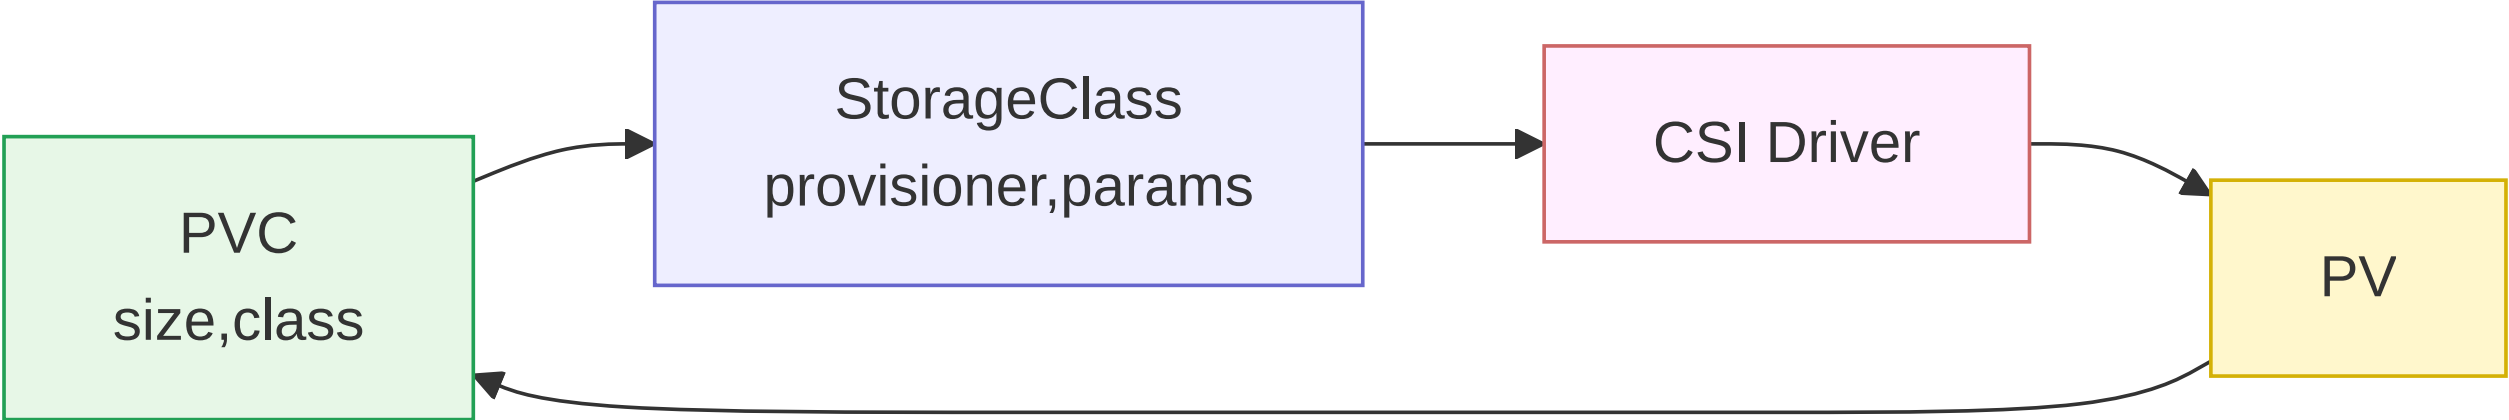 PVC
size,class
StorageClass
provisioner,params
CSI Driver
PV